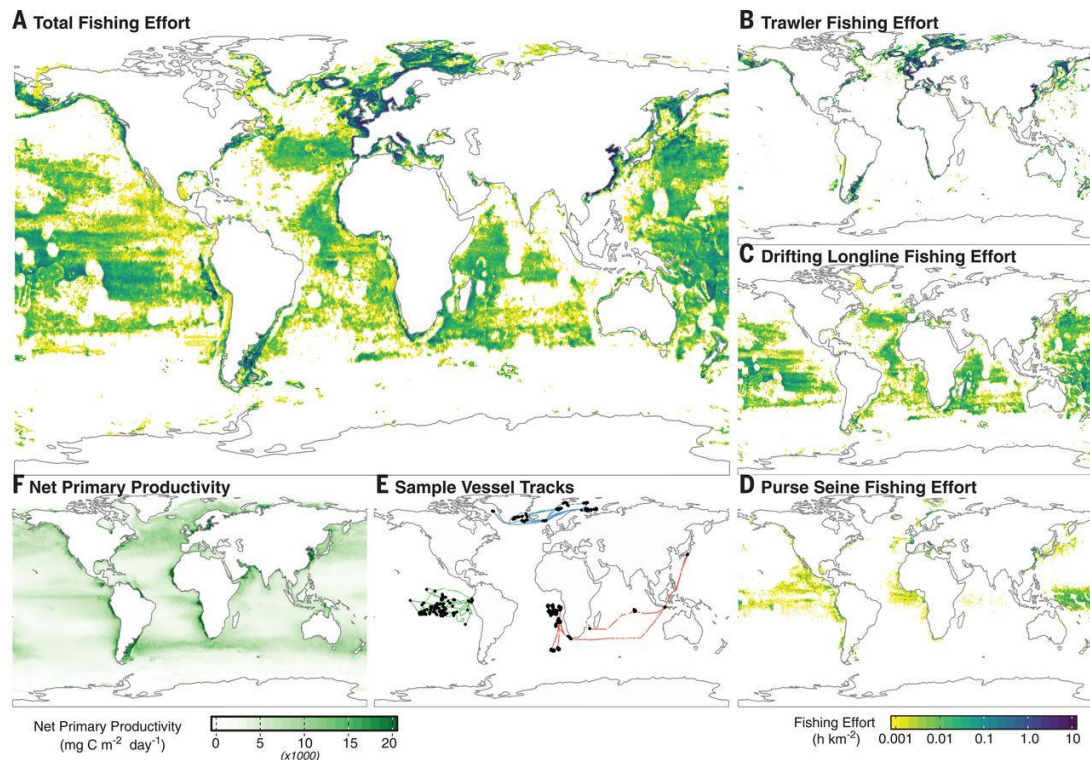 A Total Fishing Effort
B Trawler Fishing Effort
C Drifting Longline Fishing Effort
F Net Primary Productivity
E Sample Vessel Tracks
D Purse Seine Fishing Effort
Net Primary Productivity
(mg C m⁻² day⁻¹)
0 5 10 15 20
(x1000)
Fishing Effort
(h km⁻²)
0.001 0.01 0.1 1.0 10